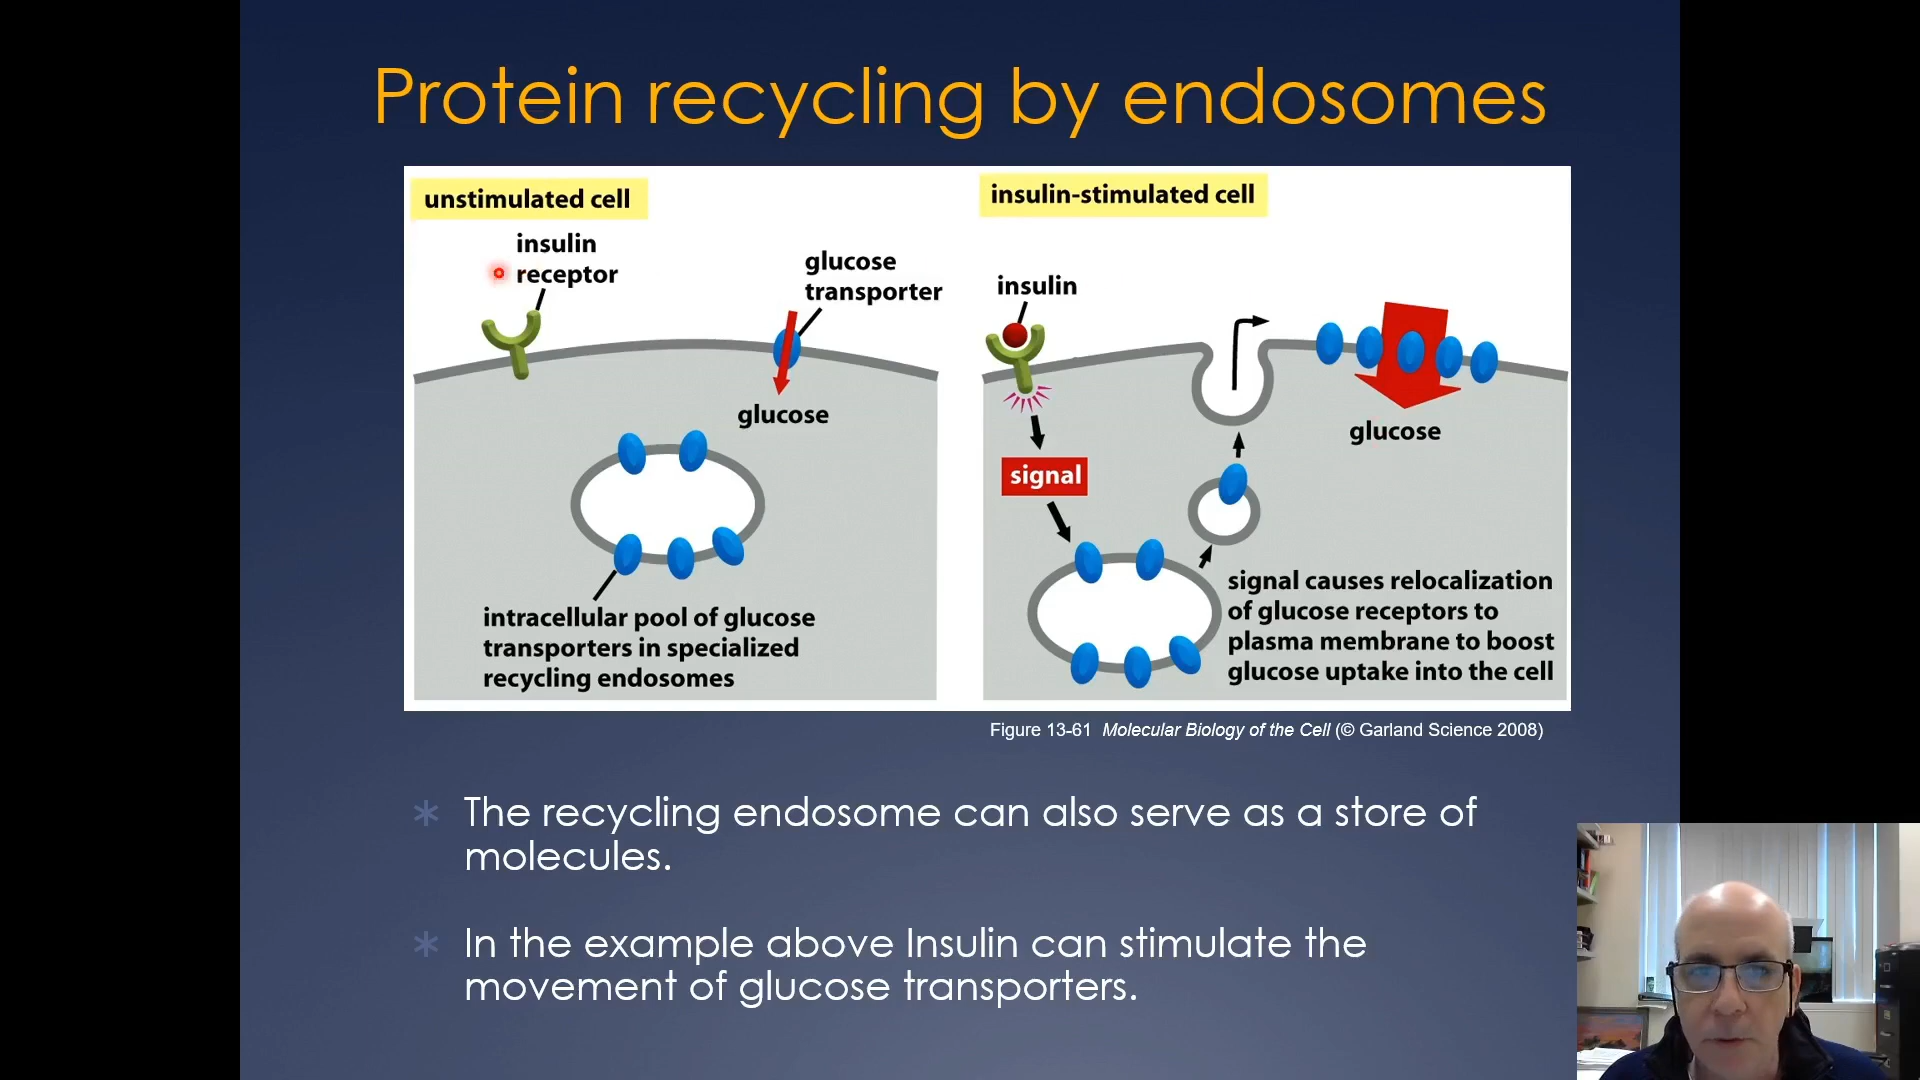 Protein recycling by endosomes
unstimulated cell
insulin
receptor
glucose
transporter
glucose
intracellular pool of glucose
transporters in specialized
recycling endosomes
insulin-stimulated cell
insulin
signal
glucose
signal causes relocalization
of glucose receptors to
plasma membrane to boost
glucose uptake into the cell
Figure 13-61 Molecular Biology of the Cell (© Garland Science 2008)
The recycling endosome can also serve as a store of
molecules.
In the example above Insulin can stimulate the
movement of glucose transporters.